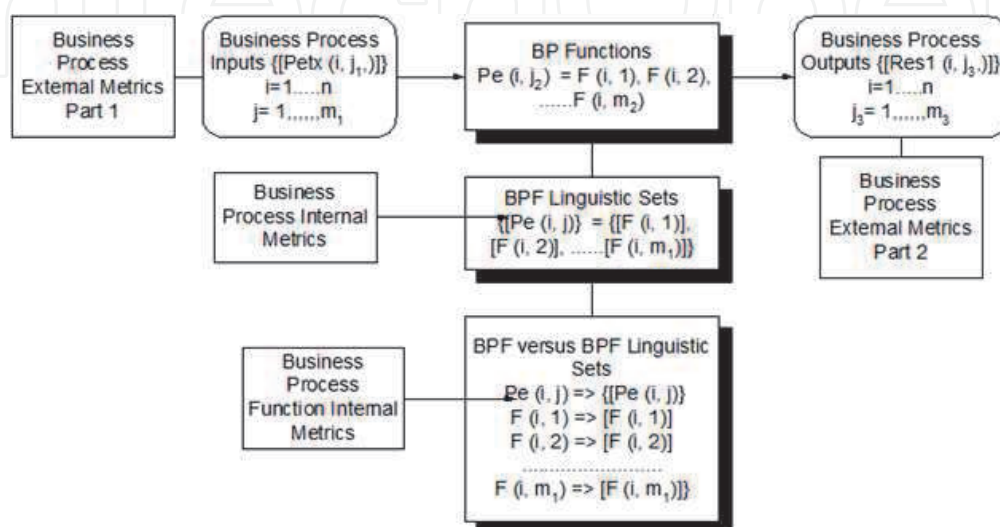 Business
Process
External Metrics
Part 1
Business Process
Inputs {[Petx (i, j₁,)]}
i=1.....n
j= 1,,,,,,m₁
BP Functions
Pe (i, j₂) = F (i, 1), F (i, 2),
......F (i, m₂)
Business Process
Outputs {[Res1 (i, j₃,)]}
i=1.....n
j₃= 1,,,,,,m₃
Business
Process Internal
Metrics
BPF Linguistic Sets
{[Pe (i, j)} = {[F (i, 1)],
[F (i, 2)], ......[F (i, m₁)]}
Business
Process
External Metrics
Part 2
Business
Process
Function Internal
Metrics
BPF versus BPF Linguistic
Sets
Pe (i, j) => {[Pe (i, j)}
F (i, 1) => [F (i, 1)]
F (i, 2) => [F (i, 2)]
........................
F (i, m₁) => [F (i, m₁)]}